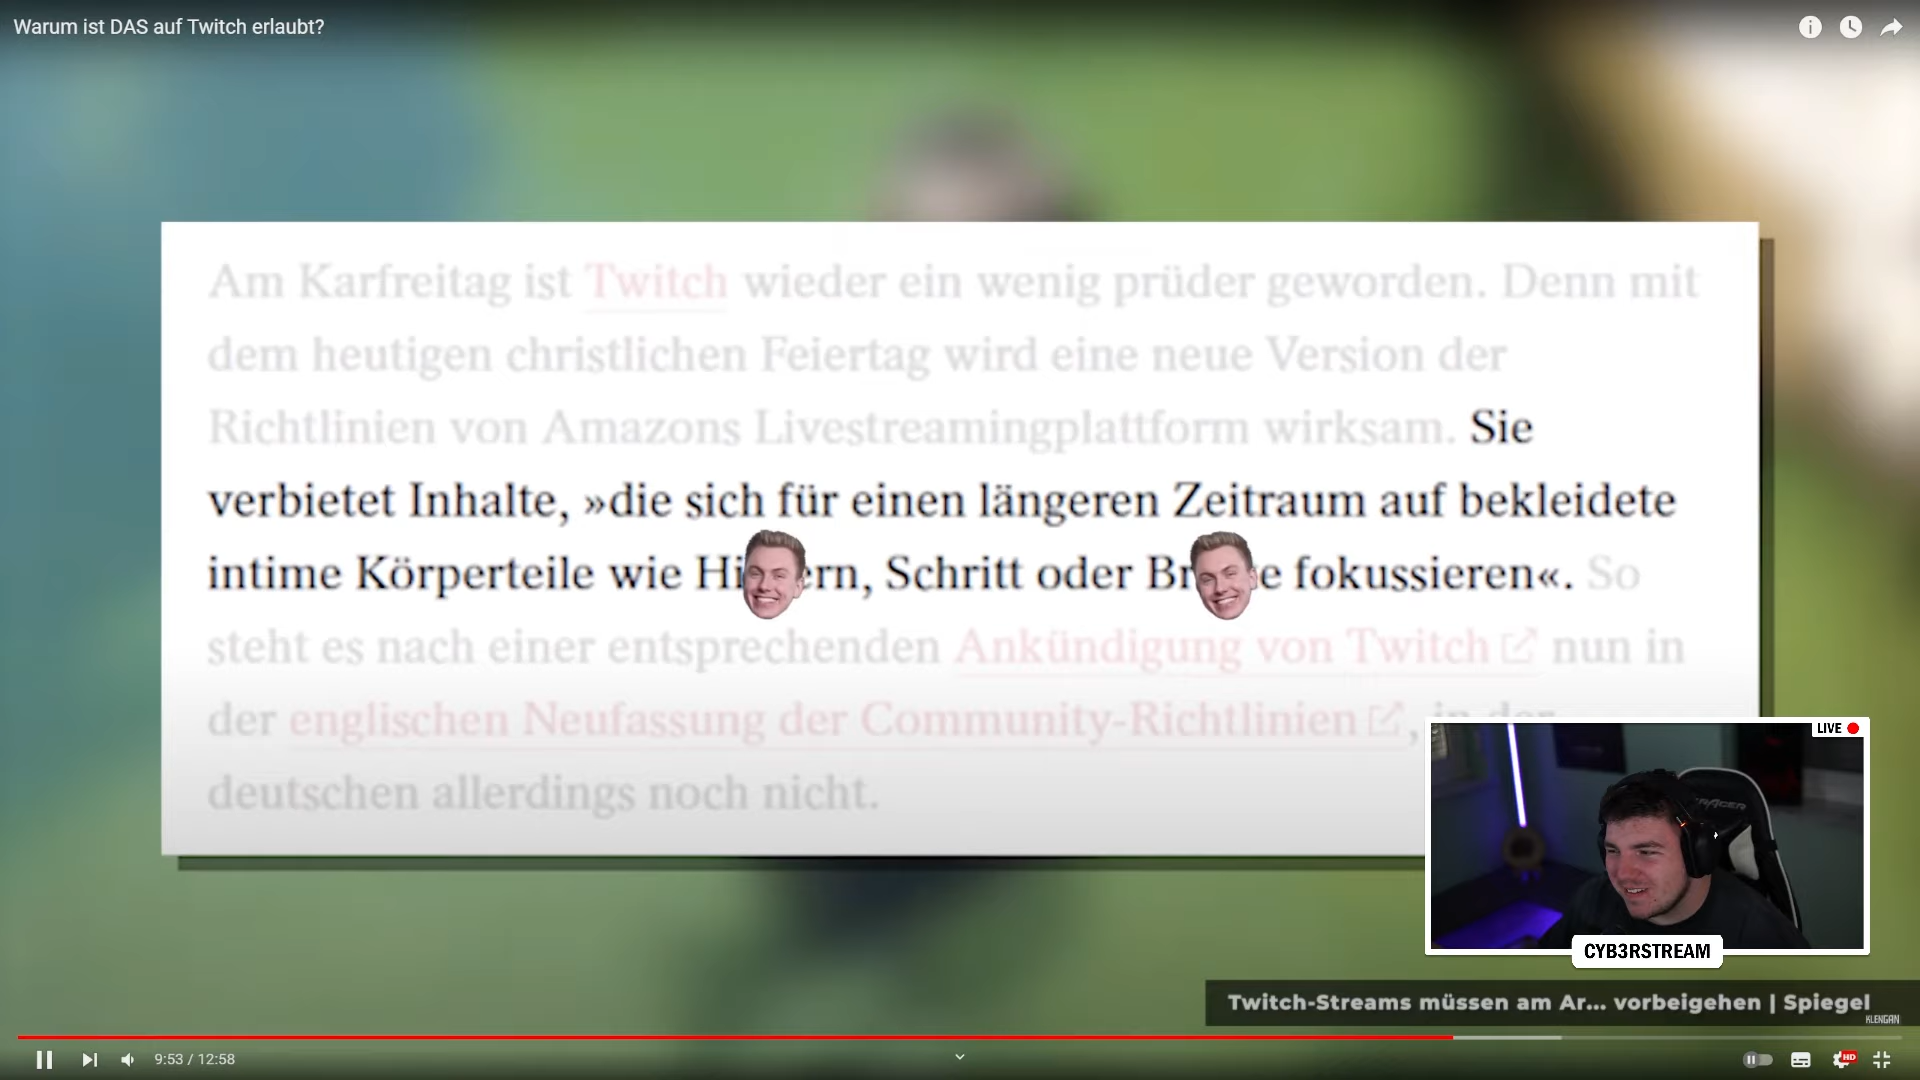 Warum ist DAS auf Twitch erlaubt?
Am Karfreitag ist Twitch wieder ein wenig prüder geworden. Denn mit
dem heutigen christlichen Feiertag wird eine neue Version der
Richtlinien von Amazons Livestreamingplattform wirksam. Sie
verbietet Inhalte, »die sich für einen längeren Zeitraum auf bekleidete
intime Körperteile wie Hi ern, Schritt oder Br e fokussieren«. So
steht es nach einer entsprechenden Ankündigung von Twitch nun in
der englischen Neufassung der Community-Richtlinien, in der
deutschen allerdings noch nicht.
LIVE
CYB3RSTREAM
Twitch-Streams müssen am Ar... vorbeigehen | Spiegel
KLENGAN
9:53 / 12:58
HD